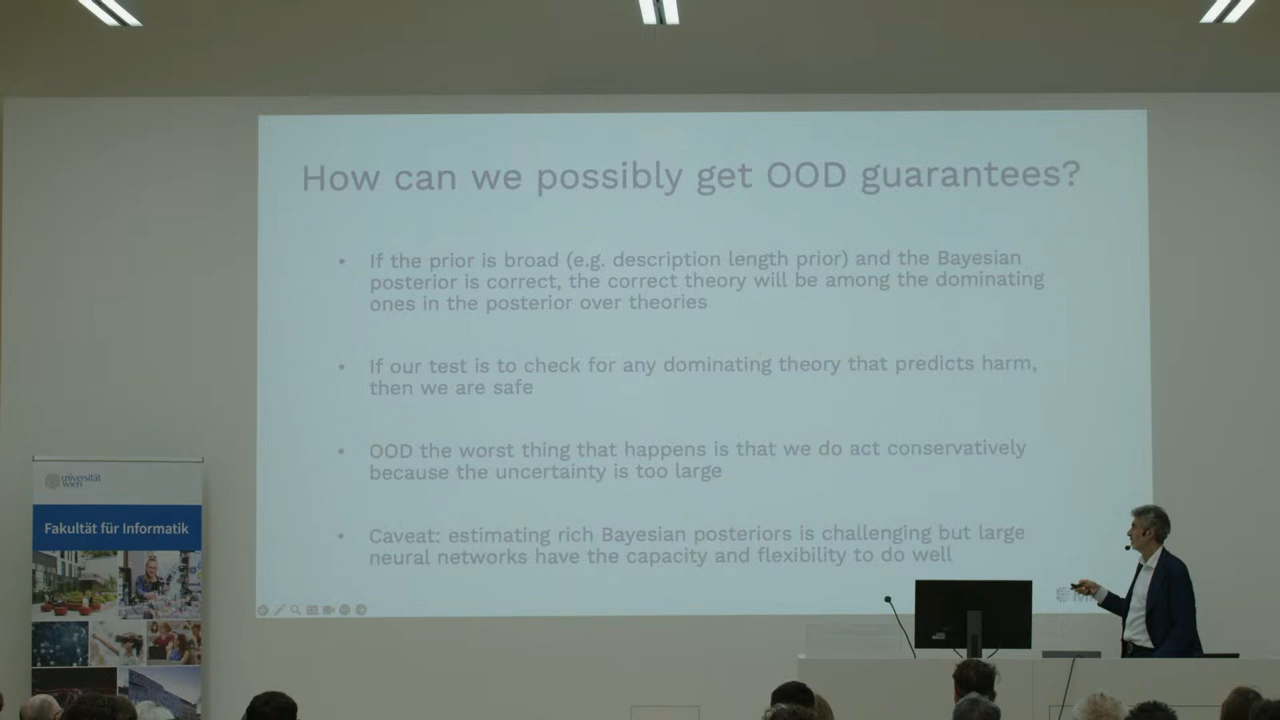 How can we possibly get OOD guarantees?
• If the prior is broad (e.g. description length prior) and the Bayesian
posterior is correct, the correct theory will be among the dominating
ones in the posterior over theories
• If our test is to check for any dominating theory that predicts harm,
then we are safe
• OOD the worst thing that happens is that we do act conservatively
because the uncertainty is too large
• Caveat: estimating rich Bayesian posteriors is challenging but large
neural networks have the capacity and flexibility to do well
universität
wien
Fakultät für Informatik